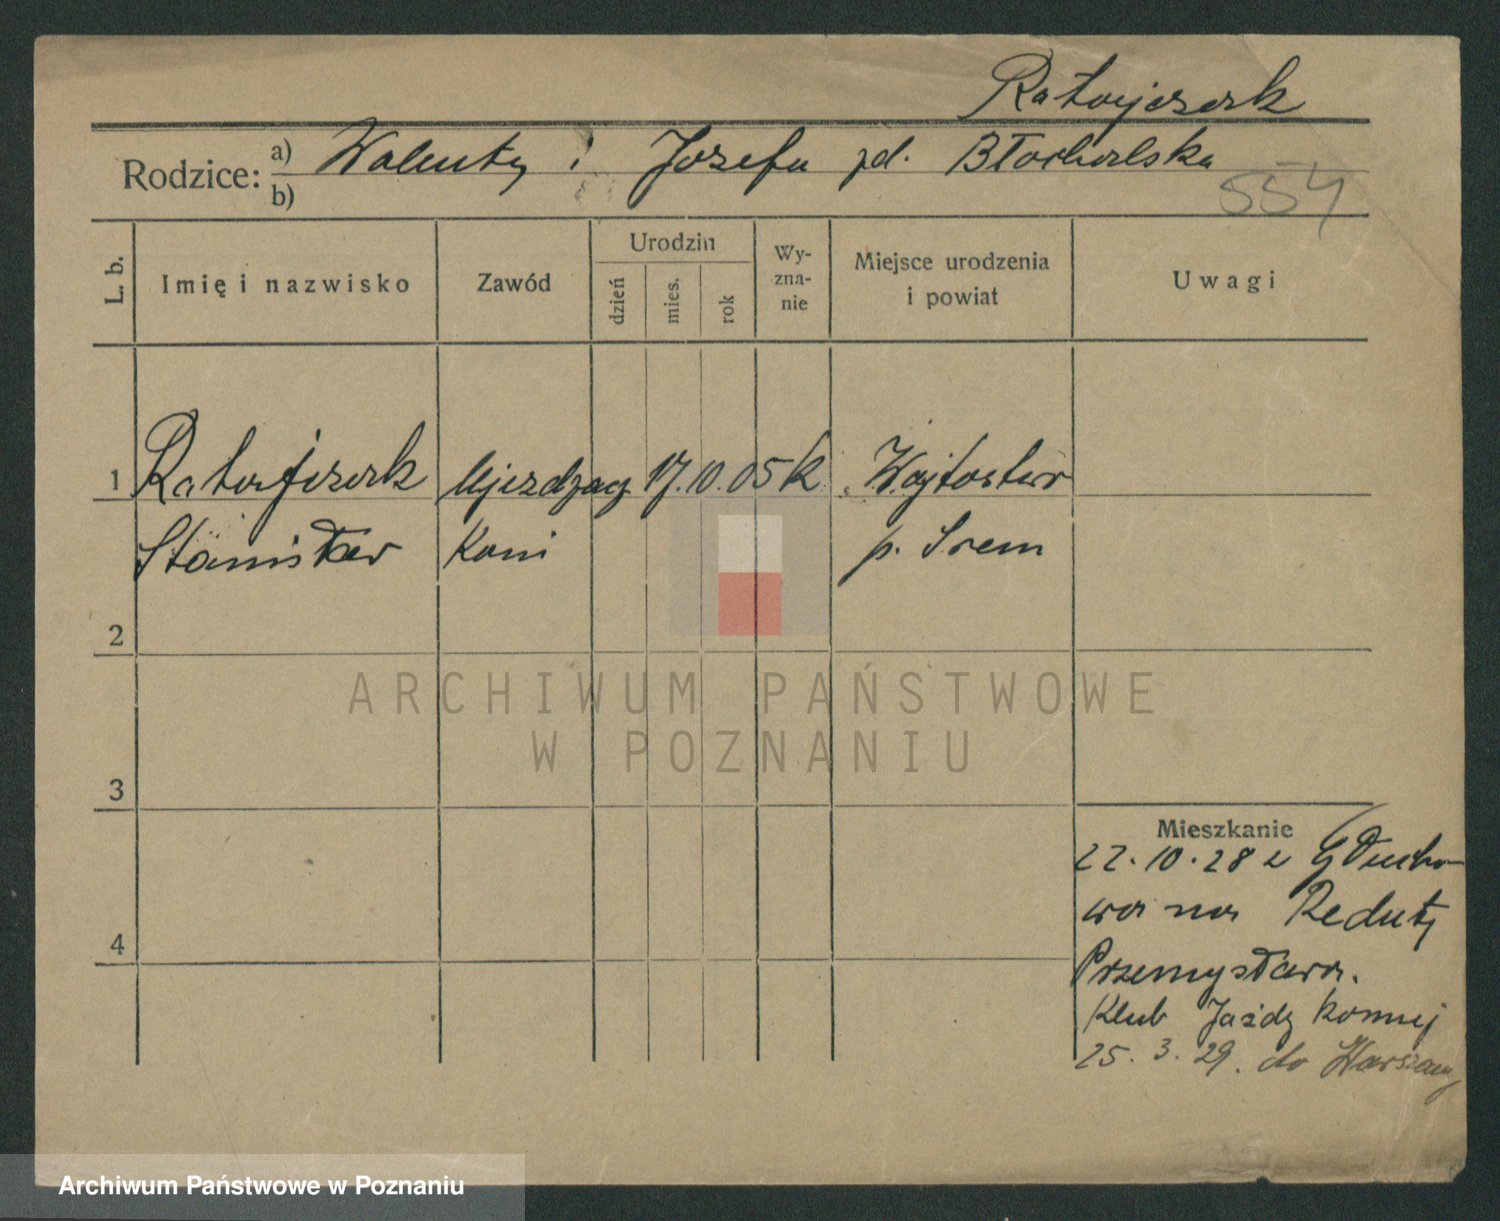 Ratajczak
Rodzice: a) Walenty i Józefa zd.
b)
554
L. b.
Imię i nazwisko
Zawód
Urodzin
dzień
mies.
rok
Wy-
zna-
nie
Miejsce urodzenia
i powiat
Uwagi
1 Ratajczak Ujeżdżacz 17. 10. 05 k Wojtostwo
Stanisław koni p. Śrem
2
3
4
Mieszkanie
22. 10. 28 z Głucho
wa na Reduty
Przemysława.
Klub Jazdy konnej
25. 3. 29. do Warszawy
ARCHIWUM PAŃSTWOWE
W POZNANIU
Archiwum Państwowe w Poznaniu